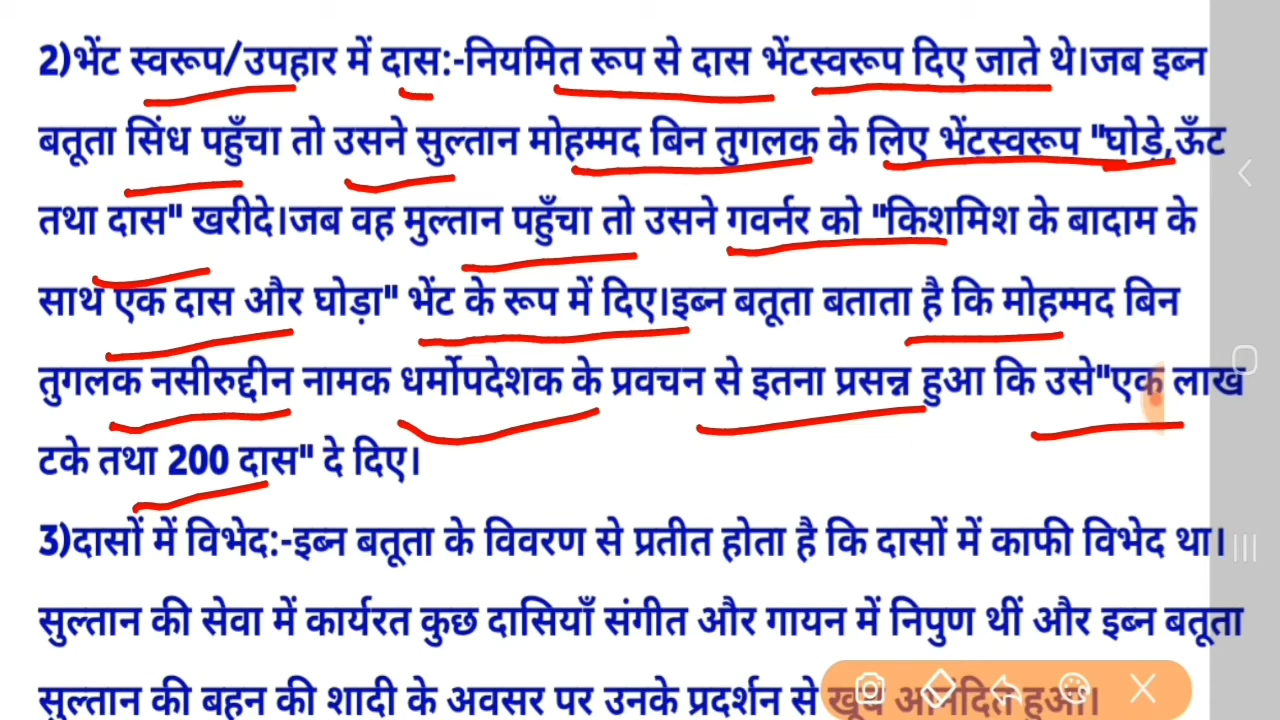 2)भेंट स्वरूप/उपहार में दास:-नियमित रूप से दास भेंटस्वरूप दिए जाते थे।जब इब्न
बतूता सिंध पहुँचा तो उसने सुल्तान मोहम्मद बिन तुगलक के लिए भेंटस्वरूप "घोड़े,ऊँट
तथा दास" खरीदे।जब वह मुल्तान पहुँचा तो उसने गवर्नर को "किशमिश के बादाम के
साथ एक दास और घोड़ा" भेंट के रूप में दिए।इब्न बतूता बताता है कि मोहम्मद बिन
तुगलक नसीरुद्दीन नामक धर्मोपदेशक के प्रवचन से इतना प्रसन्न हुआ कि उसे"एक लाख
टके तथा 200 दास" दे दिए।
3)दासों में विभेद:-इब्न बतूता के विवरण से प्रतीत होता है कि दासों में काफी विभेद था।
सुल्तान की सेवा में कार्यरत कुछ दासियाँ संगीत और गायन में निपुण थीं और इब्न बतूता
सुल्तान की बहन की शादी के अवसर पर उनके प्रदर्शन से खूब आनंदित हुआ।